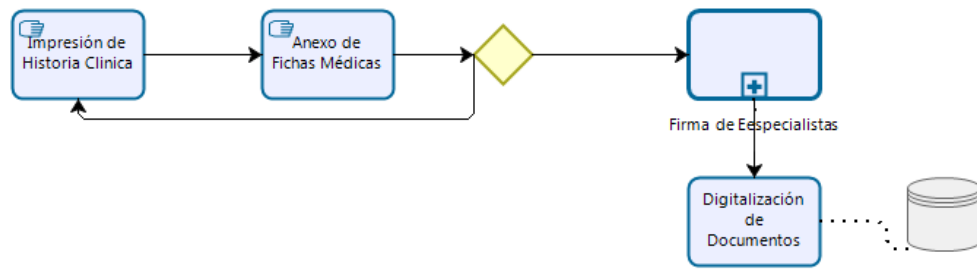 Impresión de
Historia Clinica
Anexo de
Fichas Médicas
Firma de Eespecialistas
Digitalización
de
Documentos